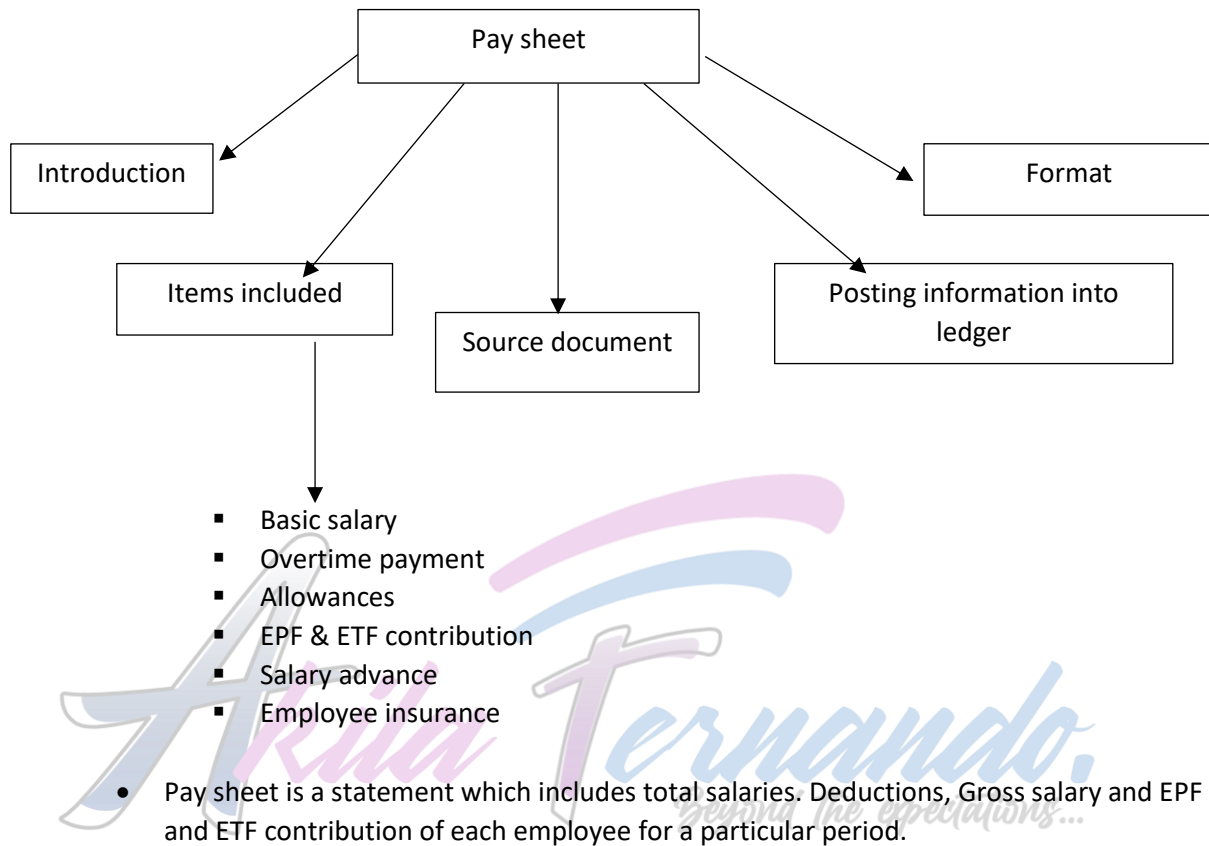 Pay sheet
Introduction
Format
Items included
Source document
Posting information into
ledger
▪ Basic salary
▪ Overtime payment
▪ Allowances
▪ EPF & ETF contribution
▪ Salary advance
▪ Employee insurance
Akila Fernando.
Beyond the expectations...
• Pay sheet is a statement which includes total salaries. Deductions, Gross salary and EPF
and ETF contribution of each employee for a particular period.